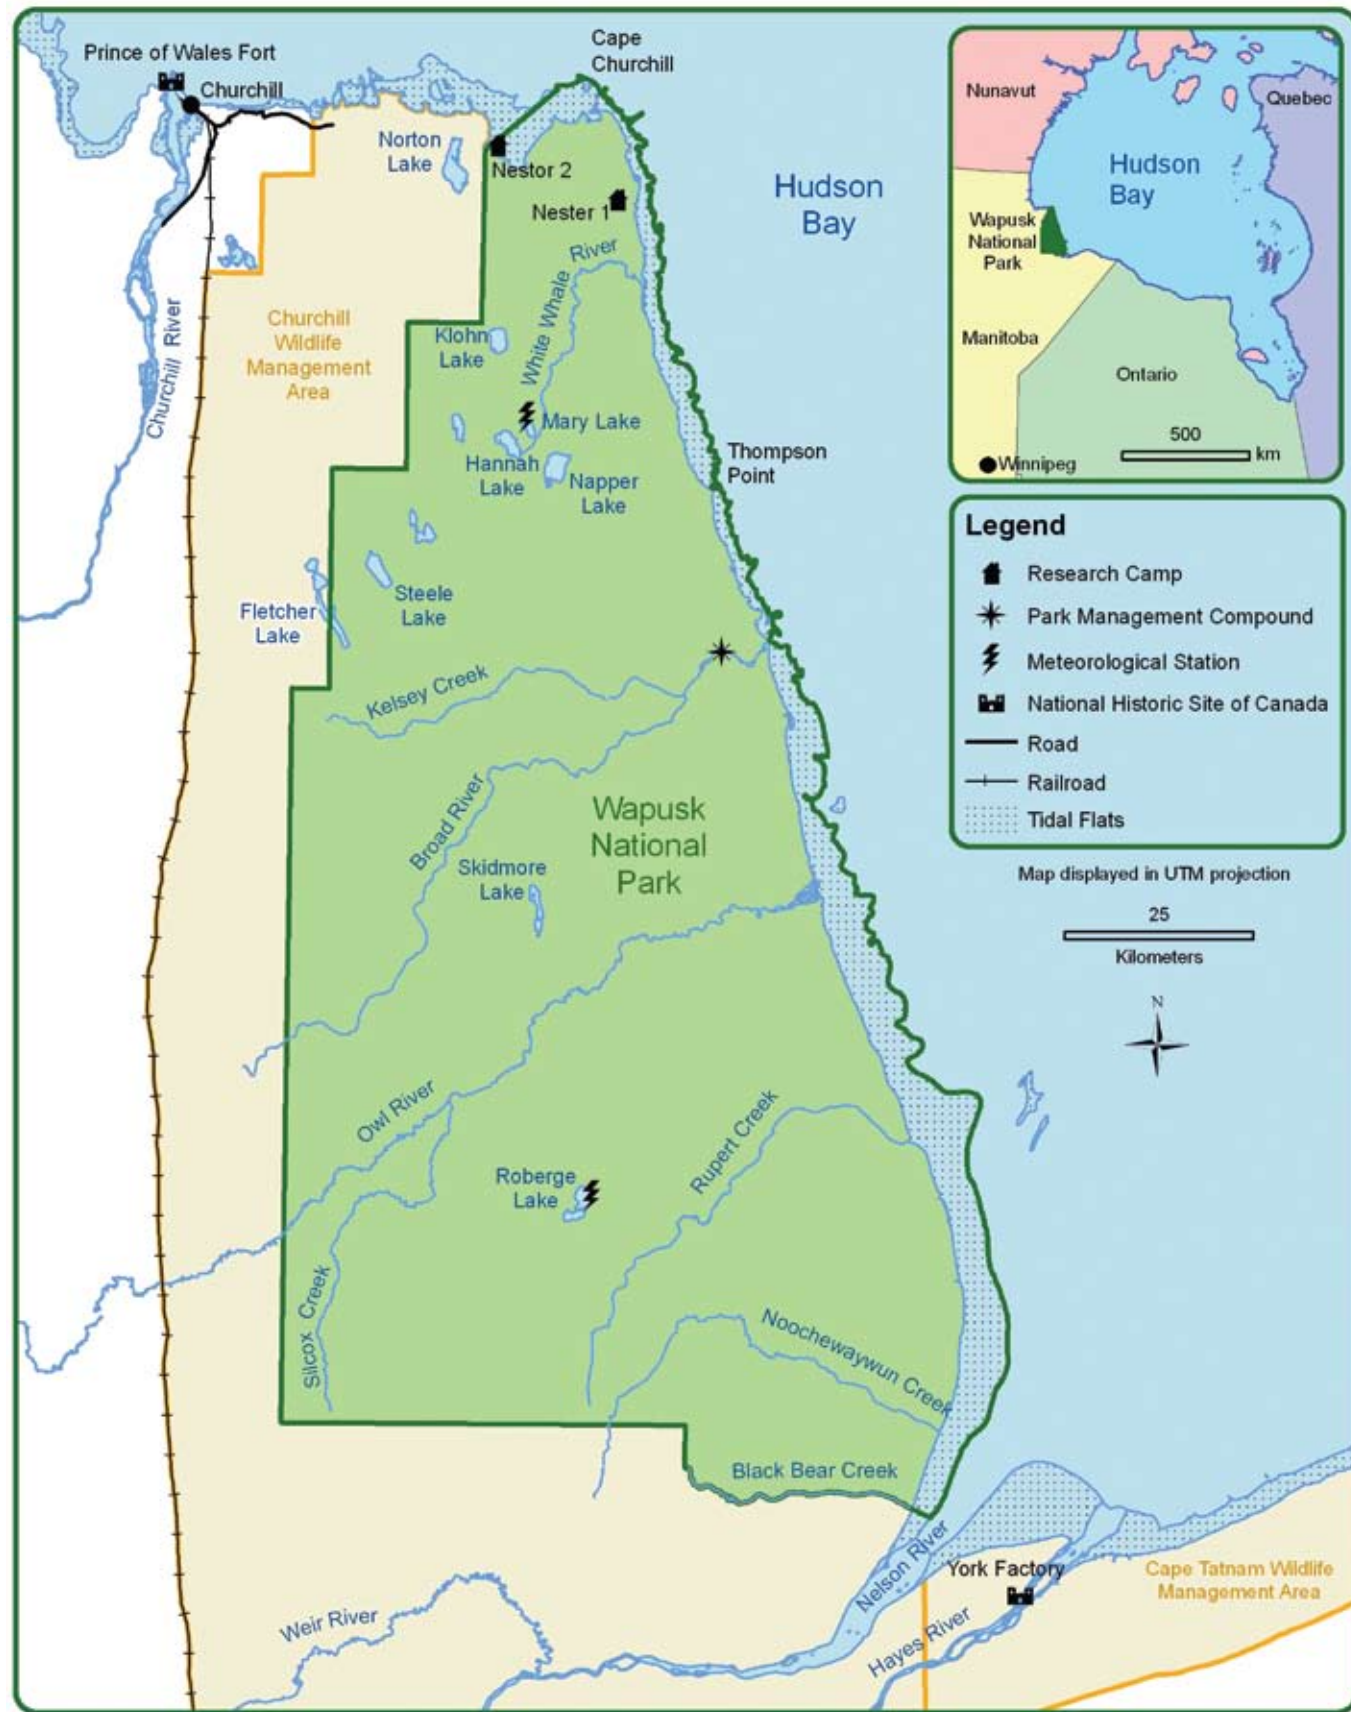 Prince of Wales Fort
Churchill
Cape
Churchill
Norton
Lake
Nestor 2
Nester 1
Hudson
Bay
White Whale River
Churchill River
Churchill
Wildlife
Management
Area
Klohn
Lake
Mary Lake
Hannah
Lake
Napper
Lake
Thompson
Point
Steele
Lake
Fletcher
Lake
Kelsey Creek
Broad River
Wapusk
National
Park
Skidmore
Lake
Owl River
Rupert Creek
Roberge
Lake
Silcox Creek
Noochewaywun Creek
Black Bear Creek
Nelson River
York Factory
Cape Tatnam Wildlife
Management Area
Hayes River
Weir River
Nunavut
Quebec
Hudson
Bay
Wapusk
National
Park
Manitoba
Ontario
500
km
Winnipeg
Legend
Research Camp
Park Management Compound
Meteorological Station
National Historic Site of Canada
Road
Railroad
Tidal Flats
Map displayed in UTM projection
25
Kilometers
N